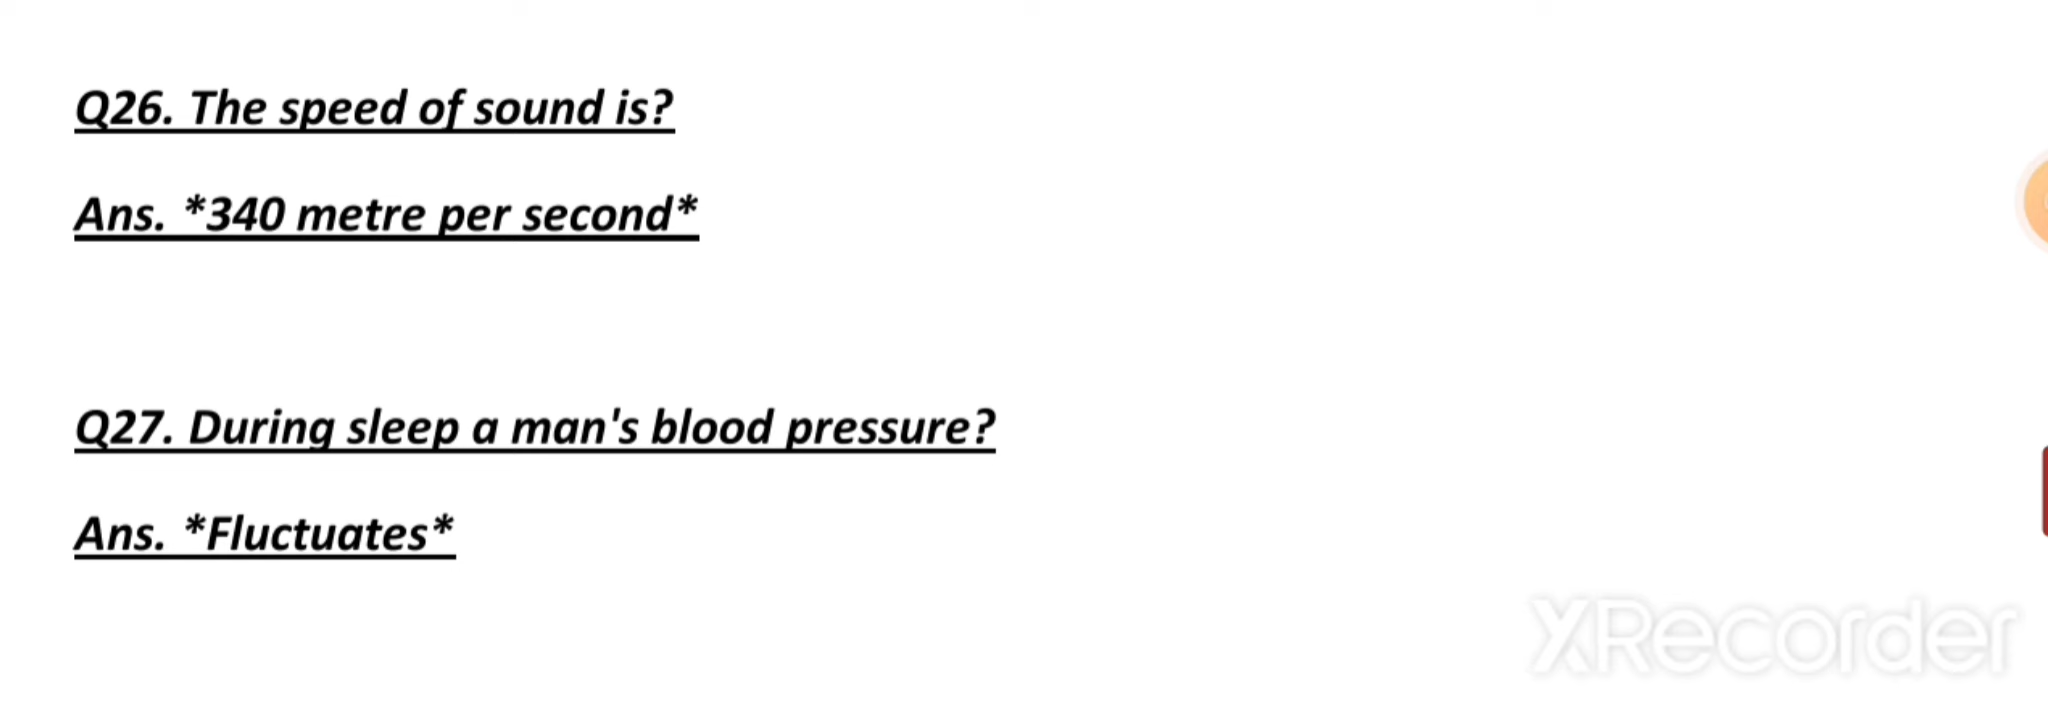 Q26. The speed of sound is?
Ans. *340 metre per second*
Q27. During sleep a man's blood pressure?
Ans. *Fluctuates*
XRecorder